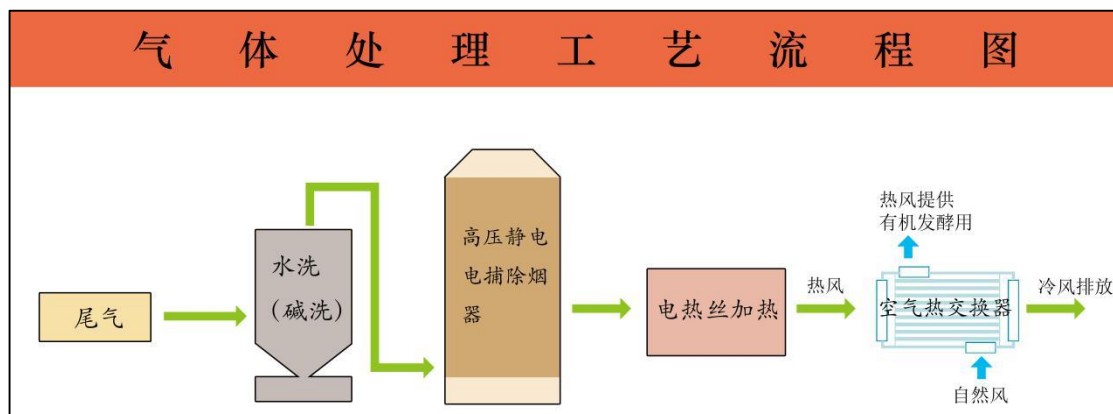 气体处理工艺流程图
尾气
水洗
(碱洗)
高压静电
电捕除烟
器
电热丝加热
热风
热风提供
有机发酵用
空气热交换器
自然风
冷风排放